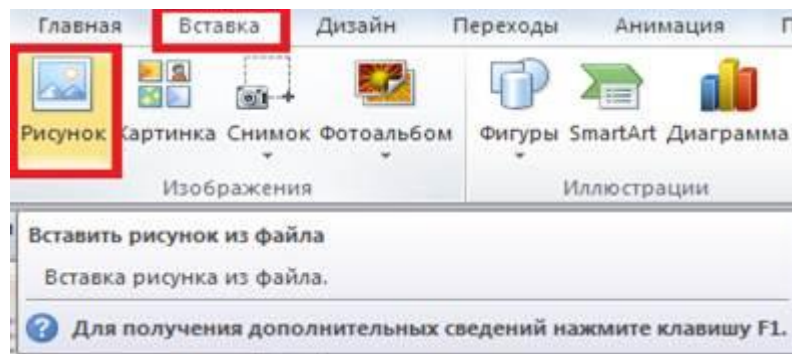 Главная Вставка Дизайн Переходы Анимация П
Рисунок Картинка Снимок Фотоальбом Фигуры SmartArt Диаграмма
Изображения Иллюстрации
Вставить рисунок из файла
Вставка рисунка из файла.
Для получения дополнительных сведений нажмите клавишу F1.